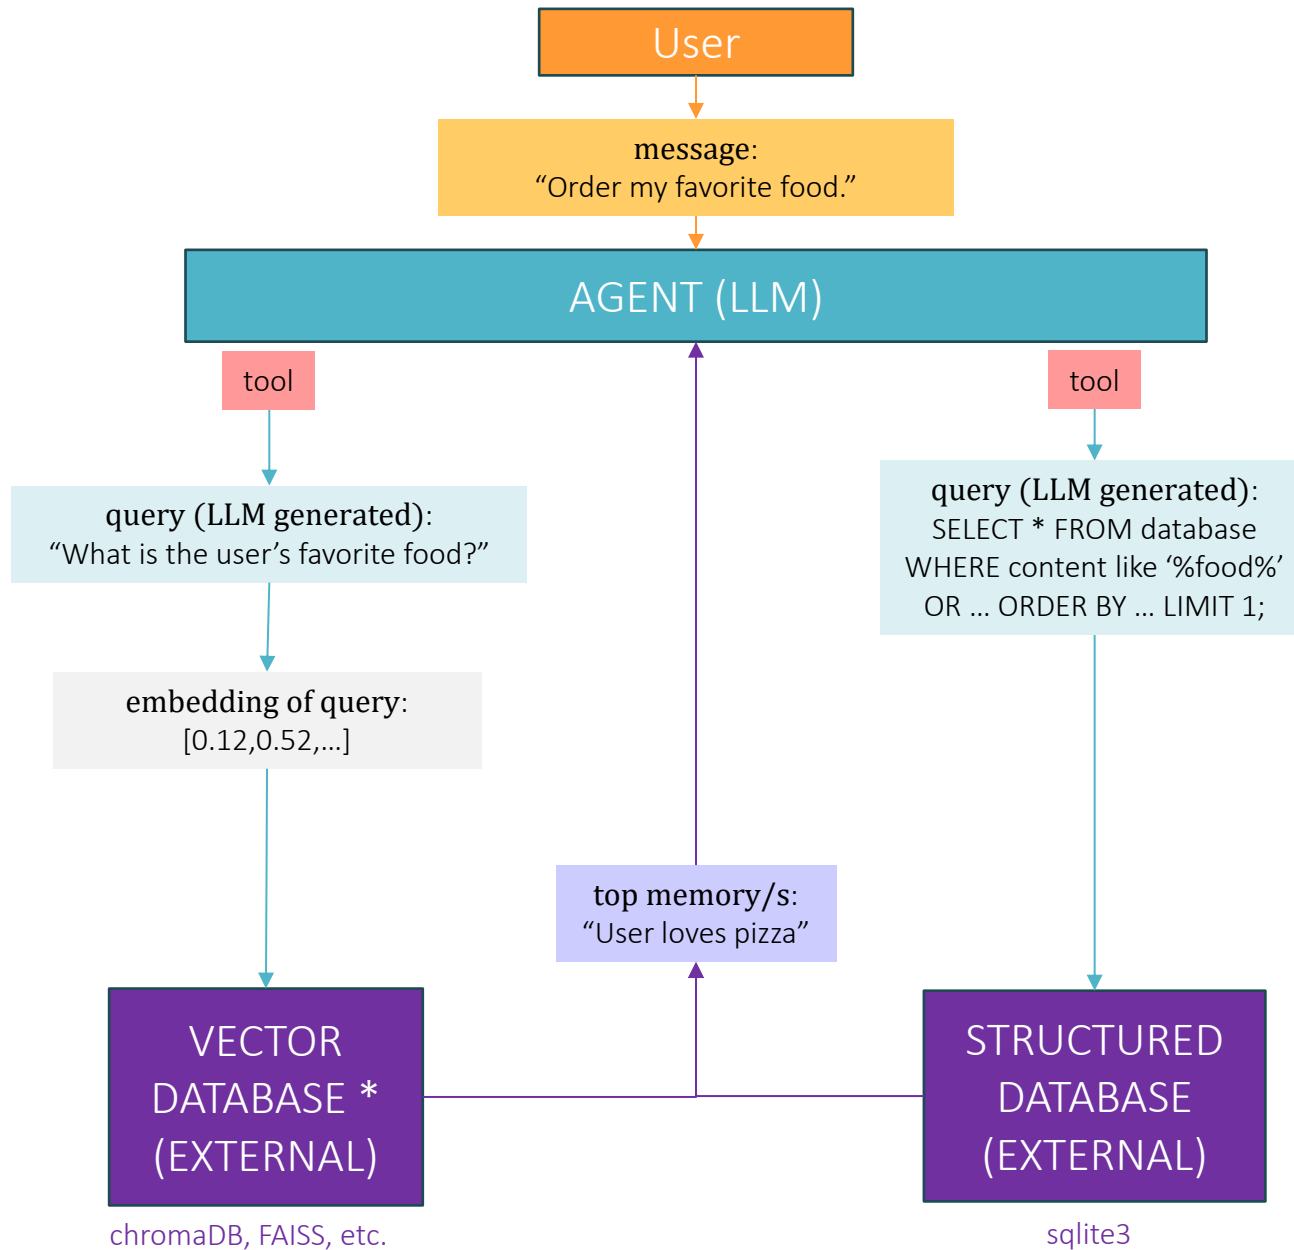 User
message:
“Order my favorite food.”
AGENT (LLM)
tool
tool
query (LLM generated):
“What is the user’s favorite food?”
query (LLM generated):
SELECT * FROM database
WHERE content like ‘%food%’
OR … ORDER BY … LIMIT 1;
embedding of query:
[0.12,0.52,…]
top memory/s:
“User loves pizza”
VECTOR
DATABASE *
(EXTERNAL)
STRUCTURED
DATABASE
(EXTERNAL)
chromaDB, FAISS, etc.
sqlite3